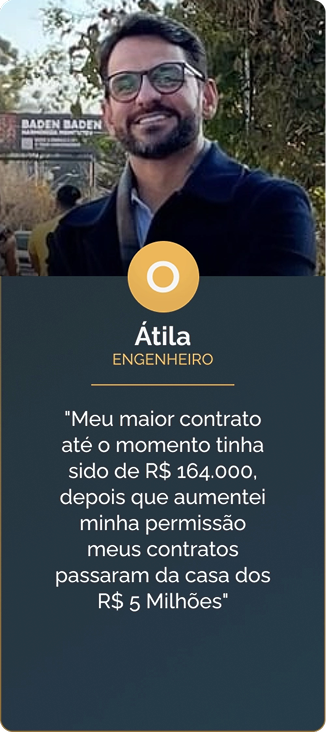 BADEN BADEN
O
Átila
ENGENHEIRO
"Meu maior contrato
até o momento tinha
sido de R$ 164.000,
depois que aumentei
minha permissão
meus contratos
passaram da casa dos
R$ 5 Milhões"